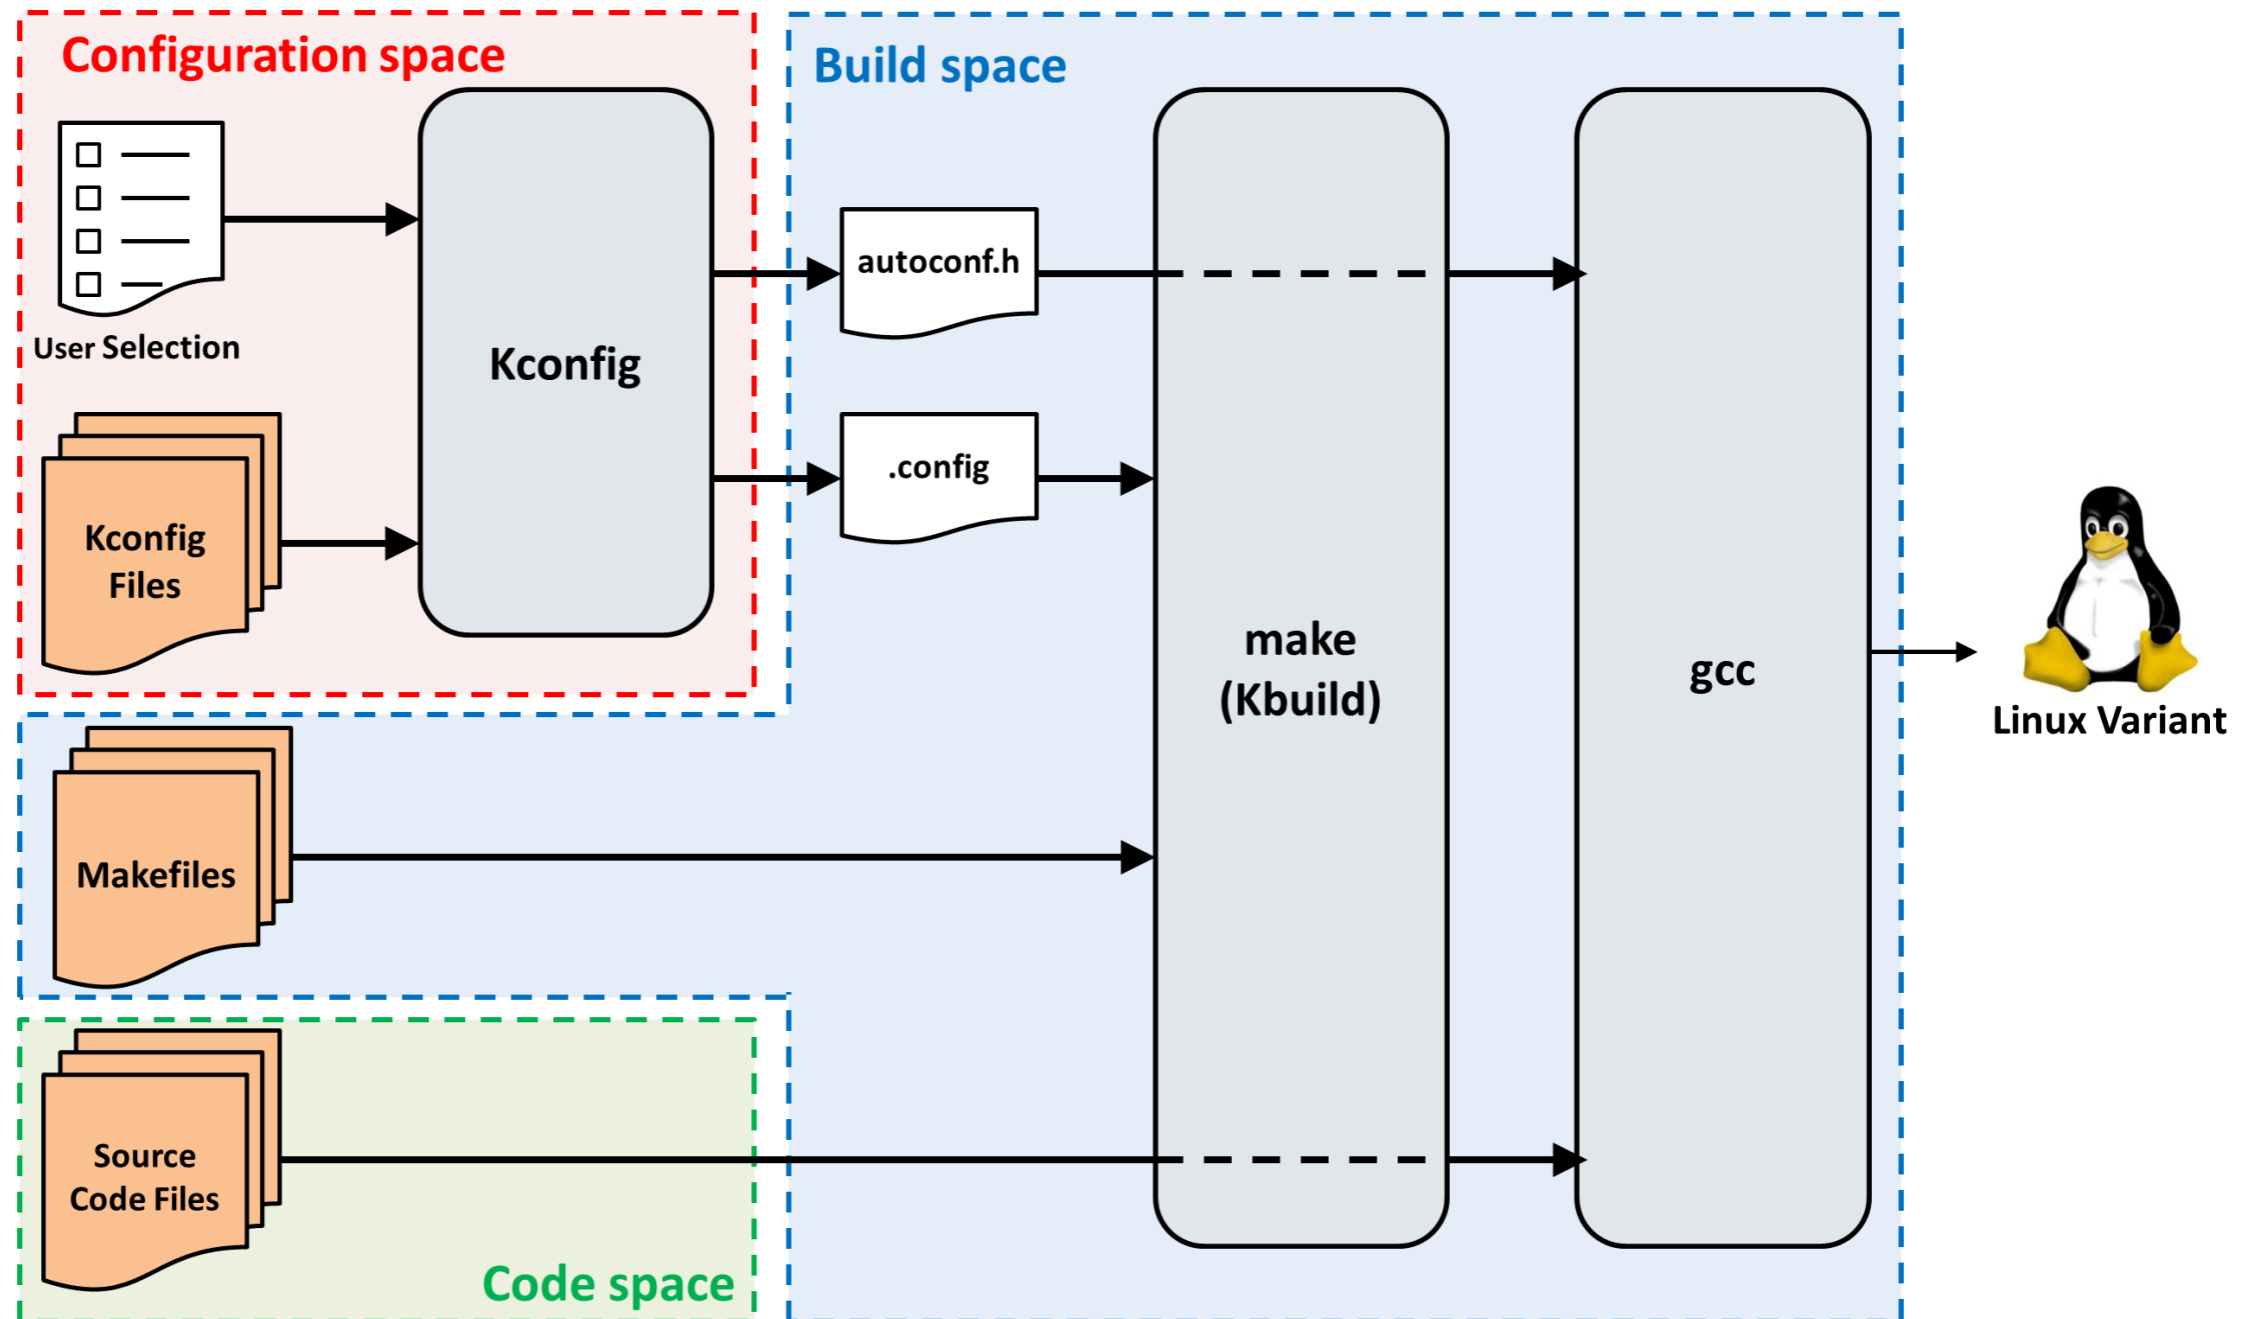 Configuration space
Build space
User Selection
Kconfig
Files
Kconfig
autoconf.h
.config
make
(Kbuild)
gcc
Linux Variant
Makefiles
Source
Code Files
Code space